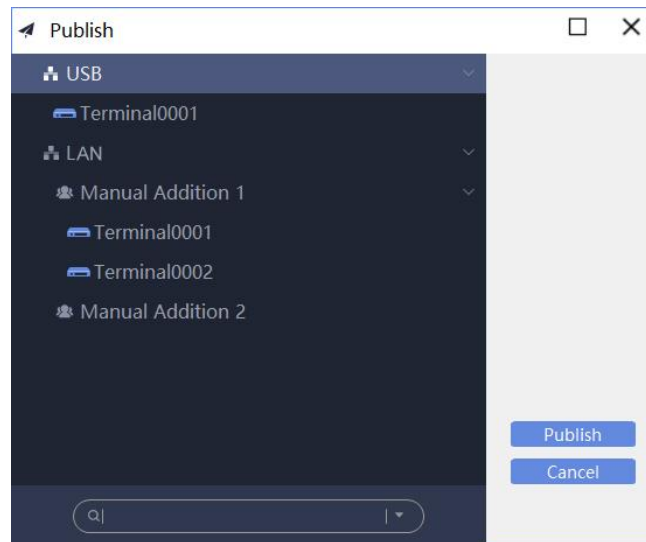 Publish
USB
Terminal0001
LAN
Manual Addition 1
Terminal0001
Terminal0002
Manual Addition 2
Publish
Cancel